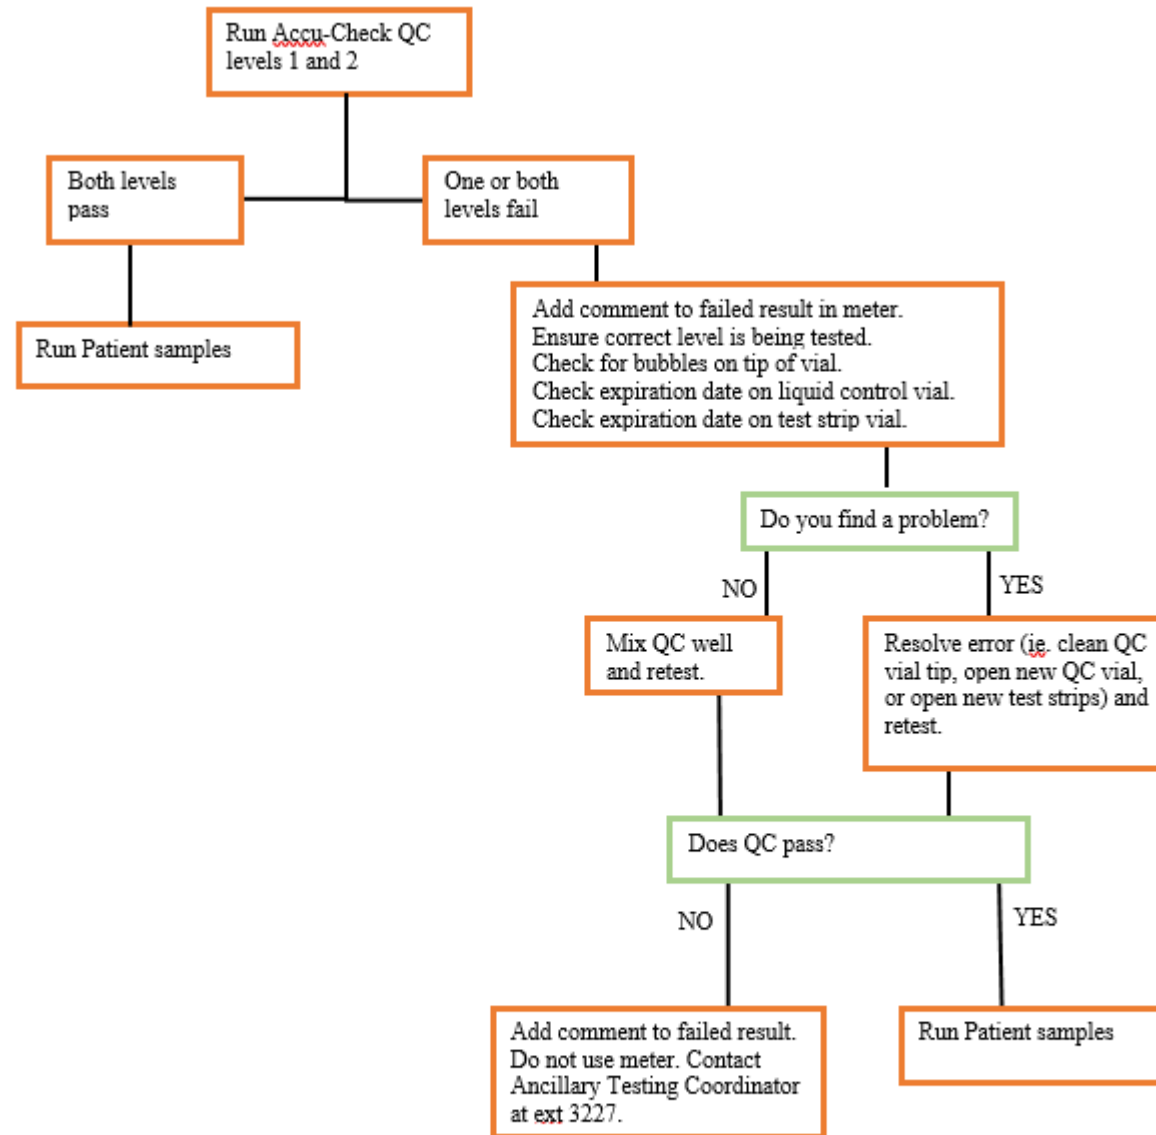 Run Accu-Check QC
levels 1 and 2
Both levels
pass
One or both
levels fail
Run Patient samples
Add comment to failed result in meter.
Ensure correct level is being tested.
Check for bubbles on tip of vial.
Check expiration date on liquid control vial.
Check expiration date on test strip vial.
Do you find a problem?
NO
YES
Mix QC well
and retest.
Resolve error (ie. clean QC
vial tip, open new QC vial,
or open new test strips) and
retest.
Does QC pass?
NO
YES
Add comment to failed result.
Do not use meter. Contact
Ancillary Testing Coordinator
at ext 3227.
Run Patient samples